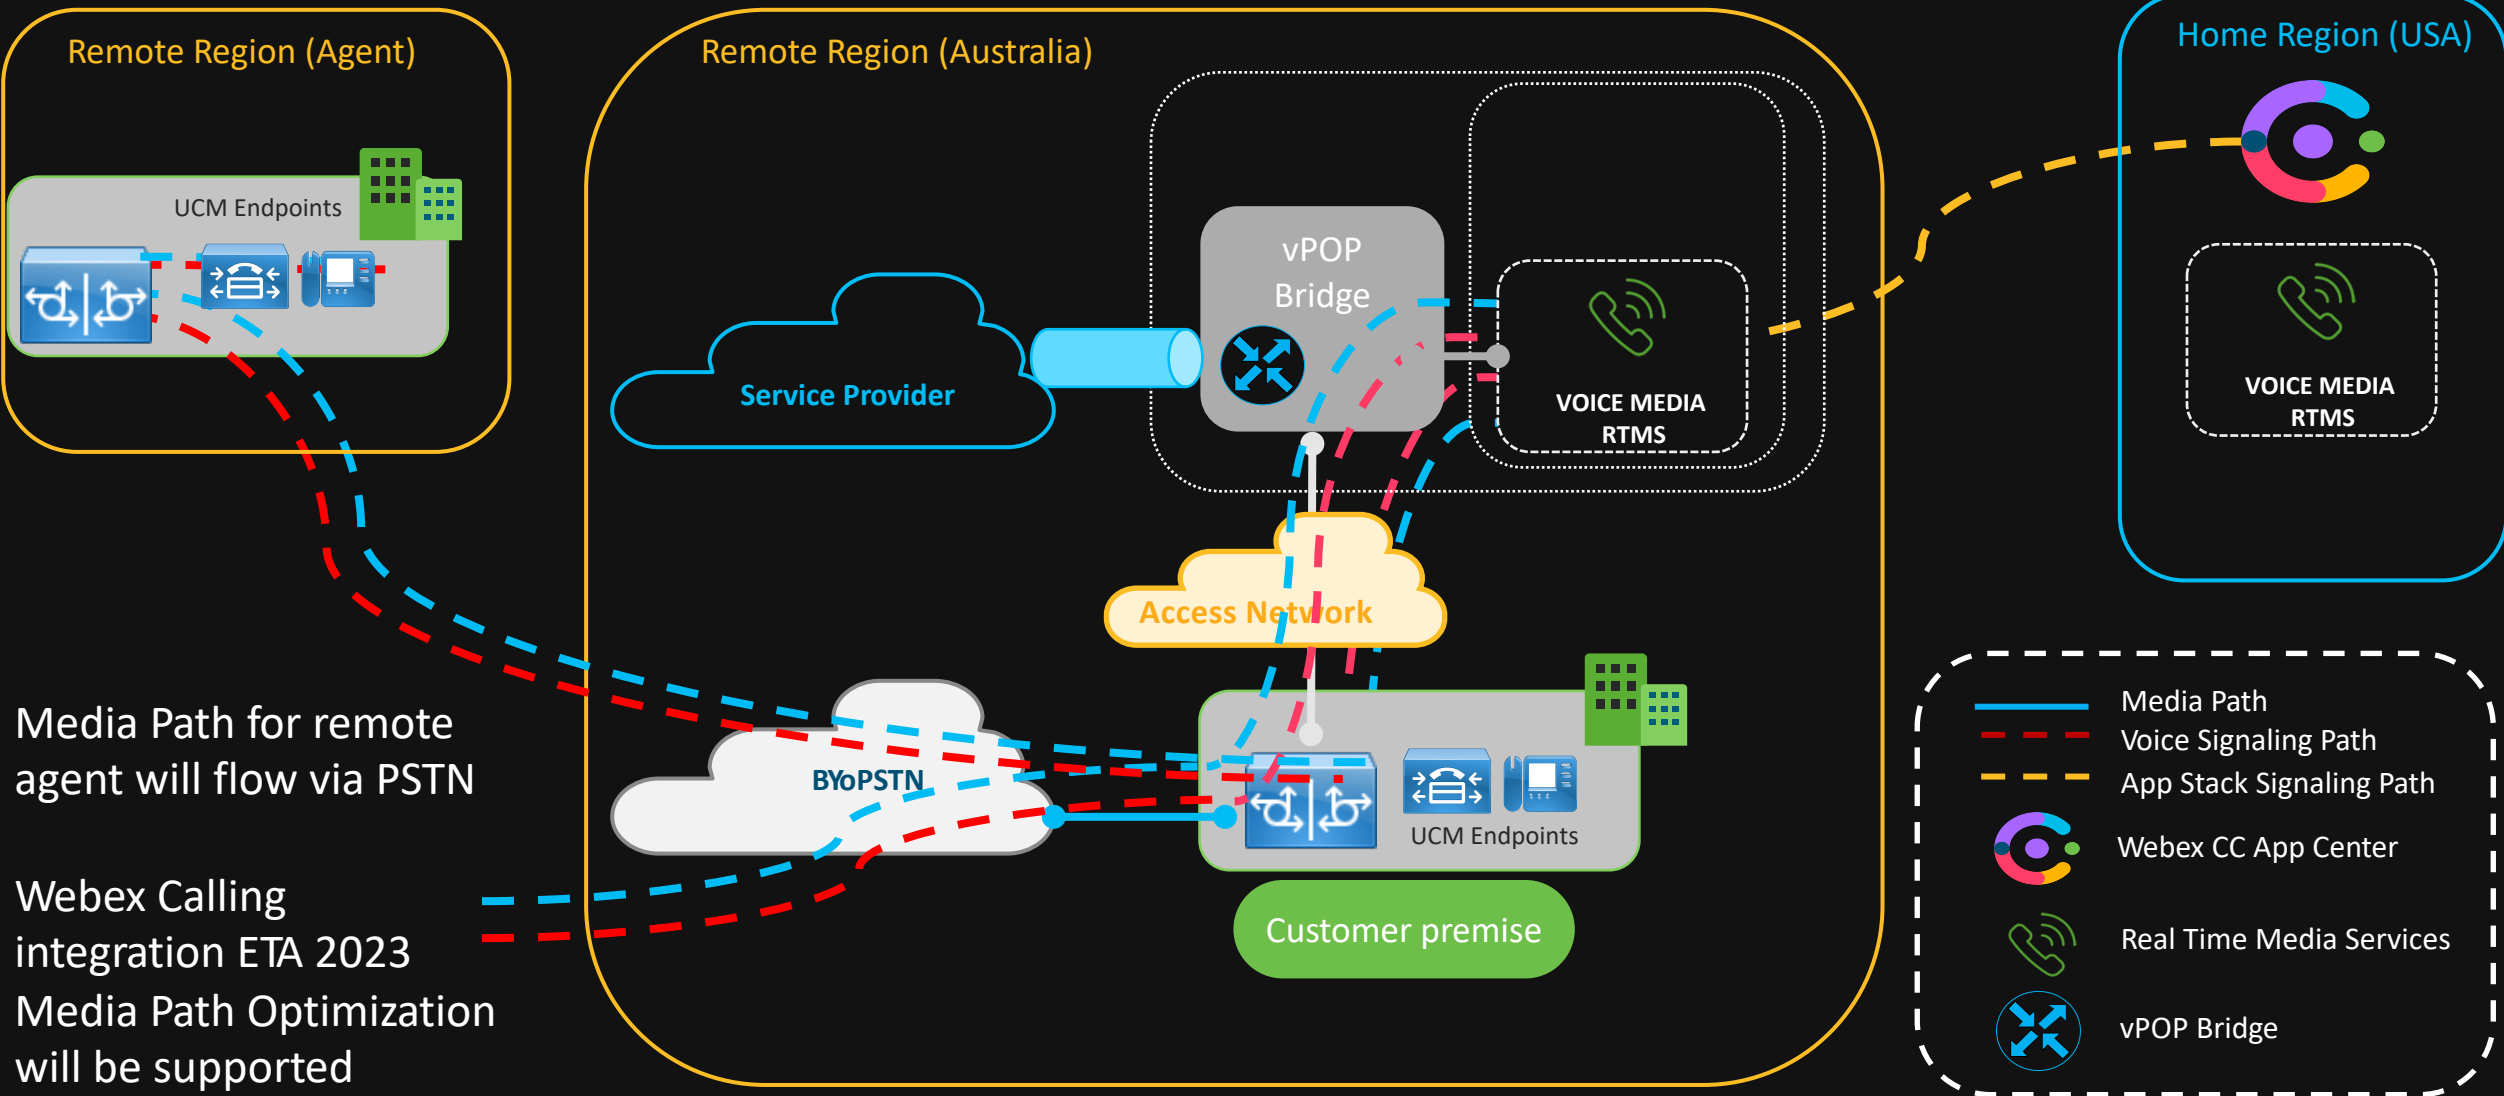 Remote Region (Agent)
UCM Endpoints
Remote Region (Australia)
vPOP
Bridge
Service Provider
VOICE MEDIA
RTMS
Access Network
BYoPSTN
UCM Endpoints
Customer premise
Home Region (USA)
VOICE MEDIA
RTMS
Media Path for remote
agent will flow via PSTN
Webex Calling
integration ETA 2023
Media Path Optimization
will be supported
Media Path
Voice Signaling Path
App Stack Signaling Path
Webex CC App Center
Real Time Media Services
vPOP Bridge